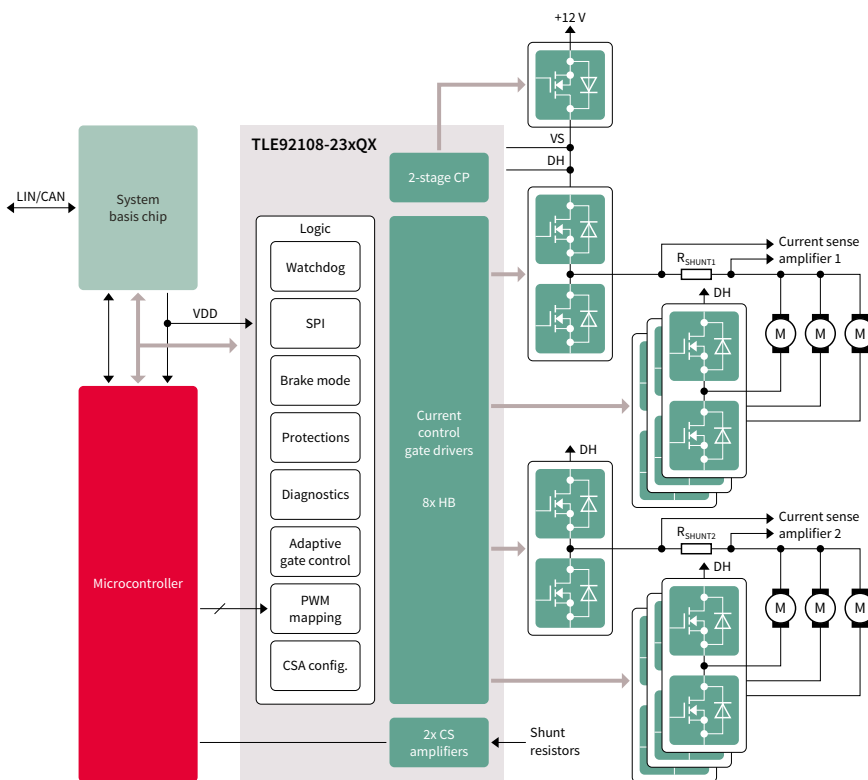 +12 V
TLE92108-23xQX
VS
DH
2-stage CP
LIN/CAN
System
basis chip
Logic
Watchdog
SPI
Brake mode
Protections
Diagnostics
Adaptive
gate control
PWM
mapping
CSA config.
VDD
Microcontroller
Current
control
gate drivers
8x HB
2x CS
amplifiers
Shunt
resistors
Current sense
amplifier 1
RSHUNT1
DH
M
M
M
DH
Current sense
amplifier 2
RSHUNT2
DH
M
M
M